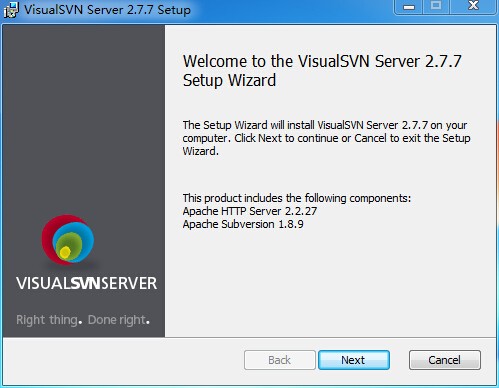 VisualSVN Server 2.7.7 Setup
Welcome to the VisualSVN Server 2.7.7
Setup Wizard
The Setup Wizard will install VisualSVN Server 2.7.7 on your
computer. Click Next to continue or Cancel to exit the Setup
Wizard.
This product includes the following components:
Apache HTTP Server 2.2.27
Apache Subversion 1.8.9
VISUALSVNSERVER
Right thing. Done right.
Back
Next
Cancel